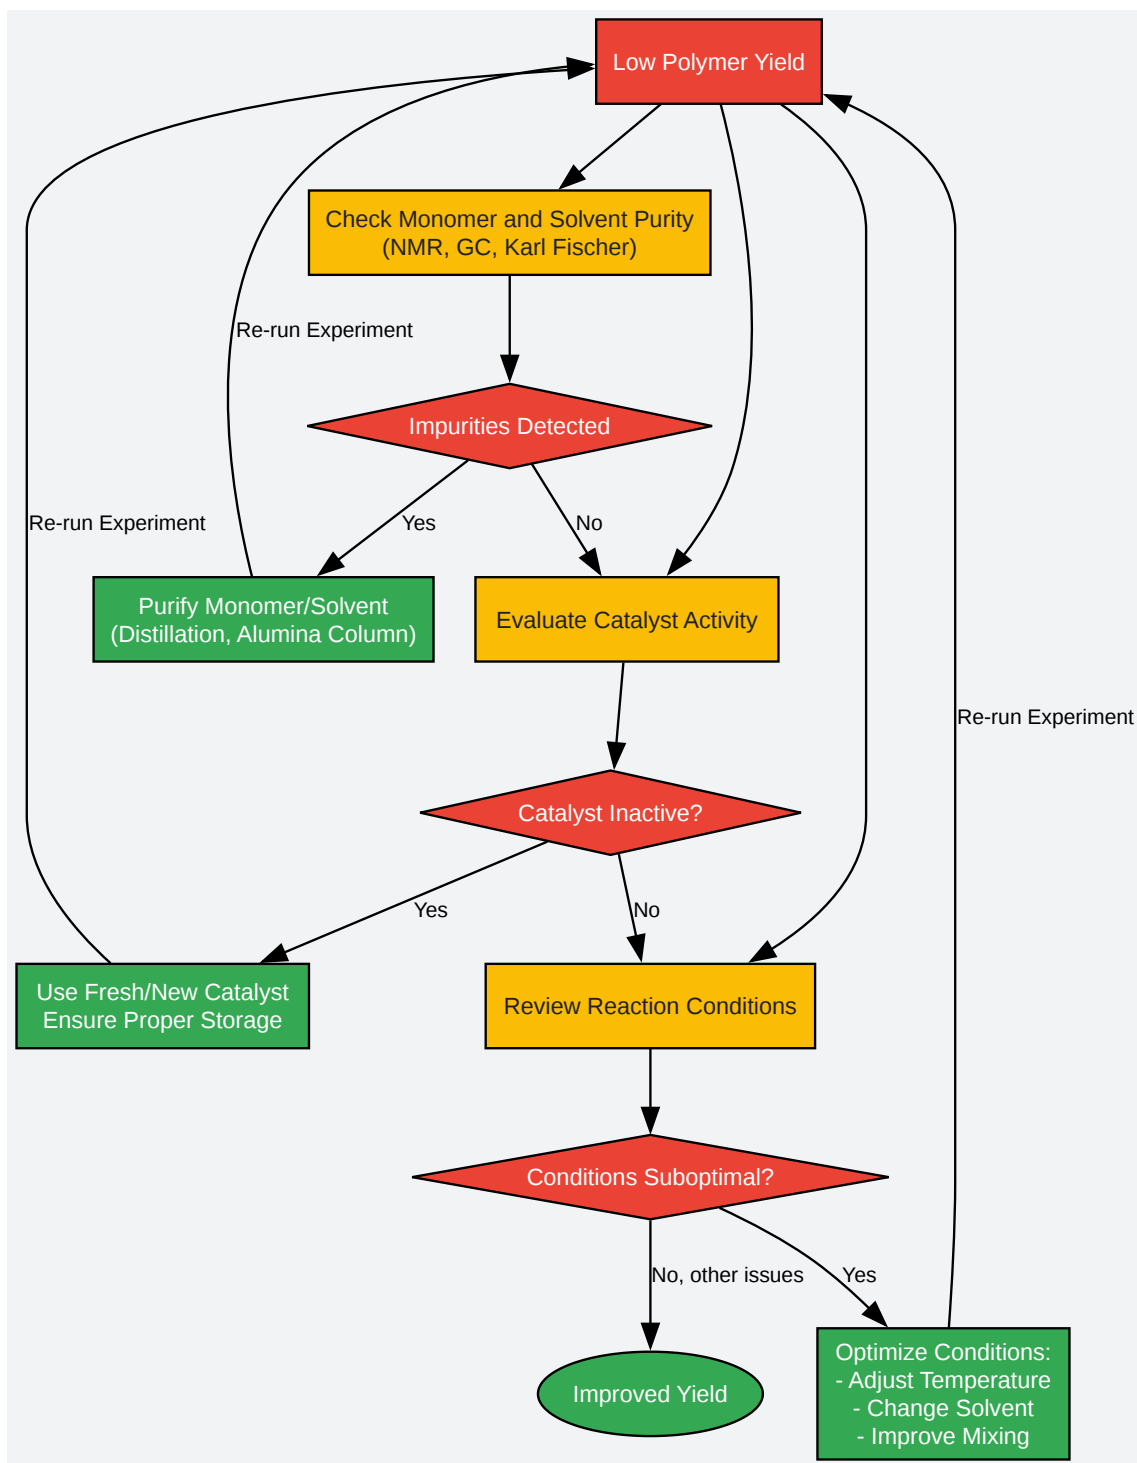 Low Polymer Yield
Check Monomer and Solvent Purity
(NMR, GC, Karl Fischer)
Re-run Experiment
Impurities Detected
Re-run Experiment
Yes
No
Purify Monomer/Solvent
(Distillation, Alumina Column)
Evaluate Catalyst Activity
Re-run Experiment
Catalyst Inactive?
Yes
No
Use Fresh/New Catalyst
Ensure Proper Storage
Review Reaction Conditions
Conditions Suboptimal?
No, other issues
Yes
Improved Yield
Optimize Conditions:
- Adjust Temperature
- Change Solvent
- Improve Mixing